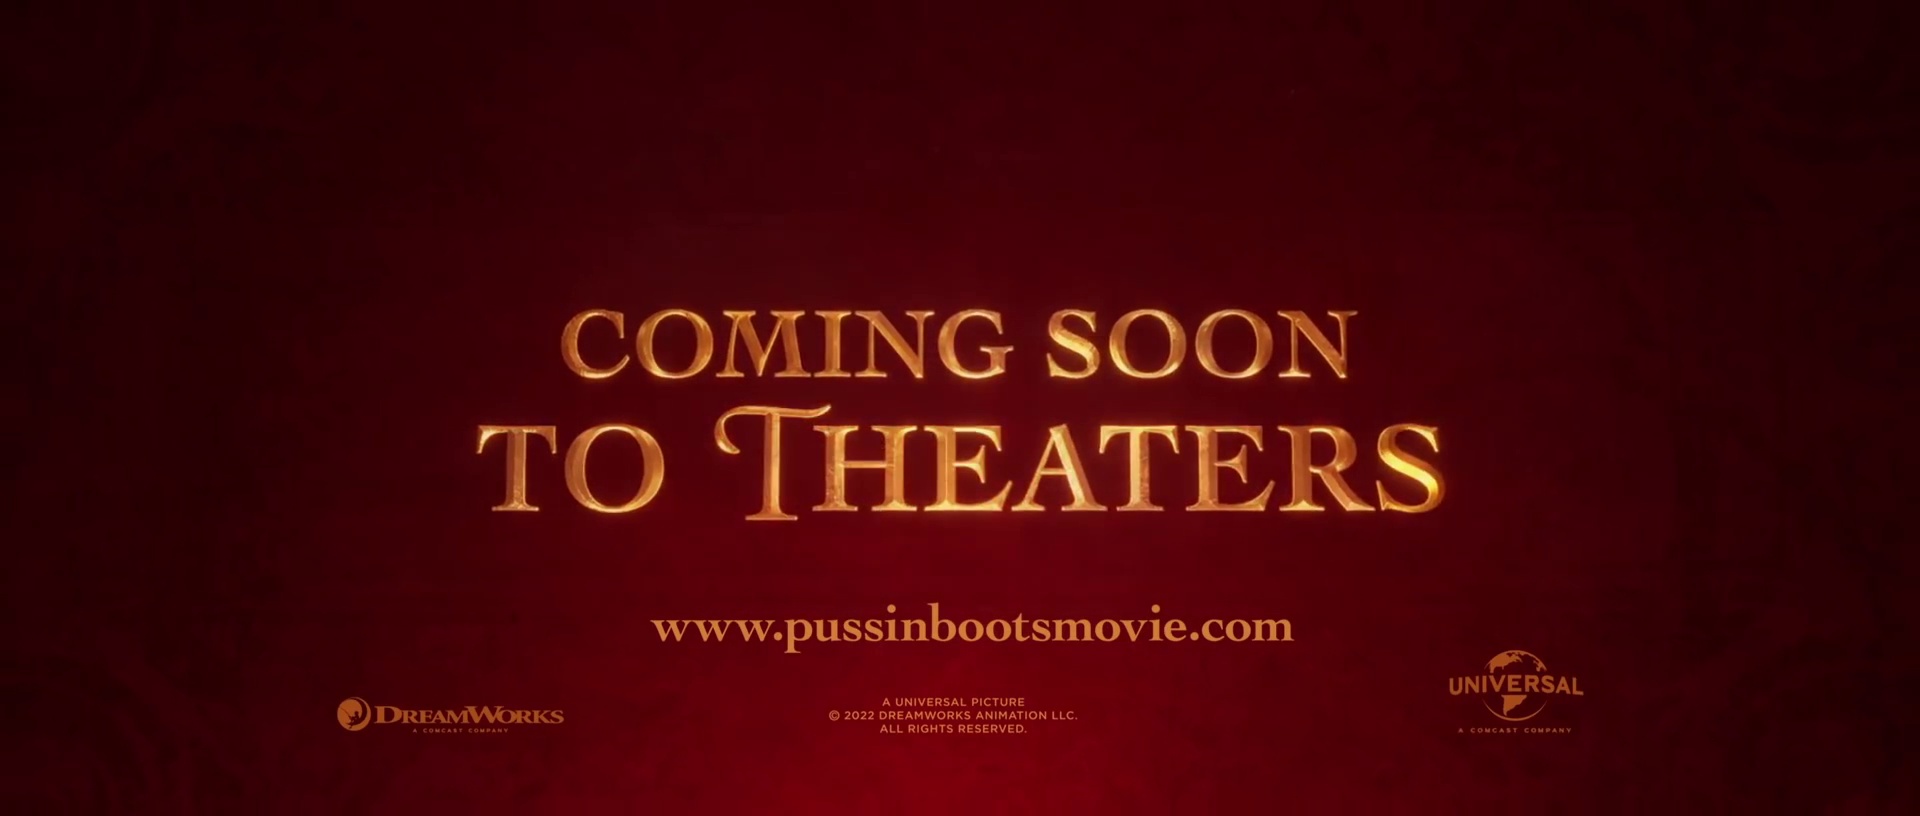 COMING SOON
TO THEATERS
www.pussinbootsmovie.com
DREAMWORKS
A COMCAST COMPANY
A UNIVERSAL PICTURE
© 2022 DREAMWORKS ANIMATION LLC.
ALL RIGHTS RESERVED.
UNIVERSAL
A COMCAST COMPANY